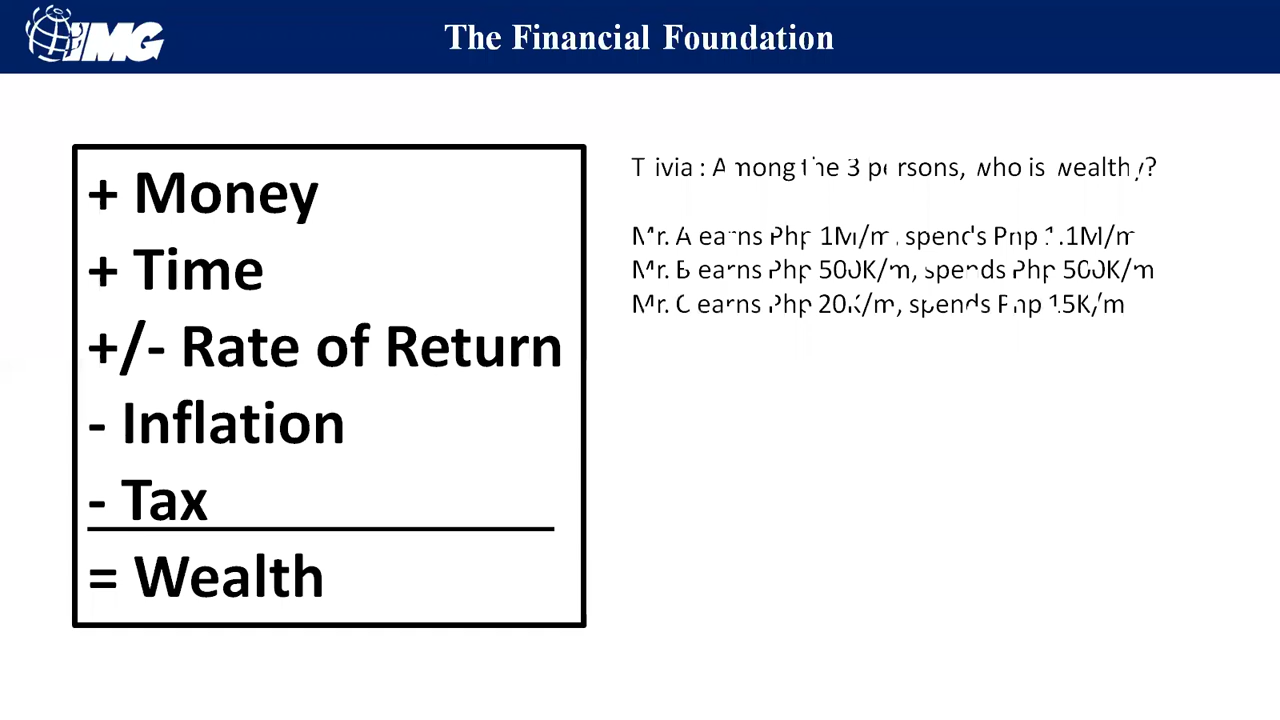 IMG
The Financial Foundation
+ Money
+ Time
+/- Rate of Return
- Inflation
- Tax
= Wealth
Trivia : Among the 3 persons, who is wealthy?
Mr. A earns Php 1M/m, spends Php 1.1M/m
Mr. B earns Php 500K/m, spends Php 500K/m
Mr. C earns Php 20K/m, spends Php 15K/m